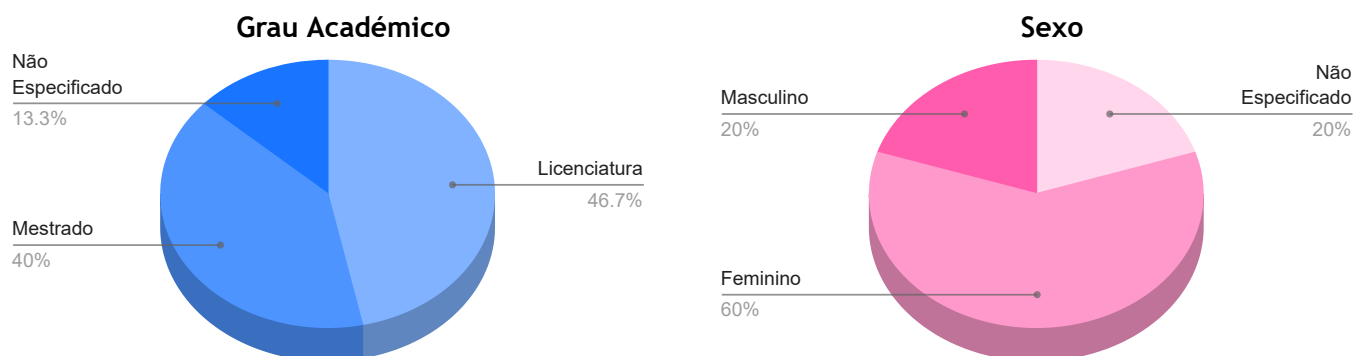 Grau Académico
Não
Especificado
13.3%
Licenciatura
46.7%
Mestrado
40%
Sexo
Não
Especificado
20%
Masculino
20%
Feminino
60%